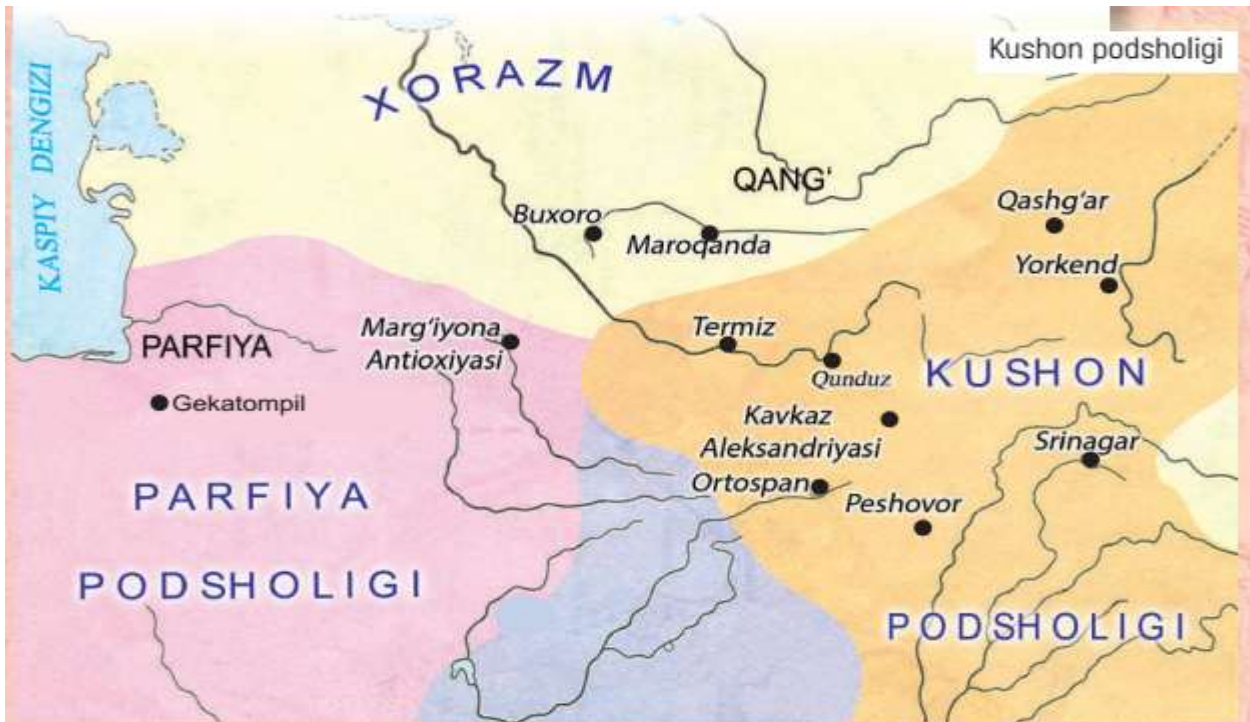 Kushon podsholigi
KASPIY DENGIZI
XORAZM
QANG'
Buxoro
Maroqanda
Qashg'ar
Yorkend
Marg'iyona
Antioxiyasi
Termiz
PARFIYA
Qunduz
KUSHON
Gekatompil
Kavkaz
Aleksandriyasi
Srinagar
Ortospan
PARFIYA
Peshovor
PODSHOLIGI
PODSHOLIGI